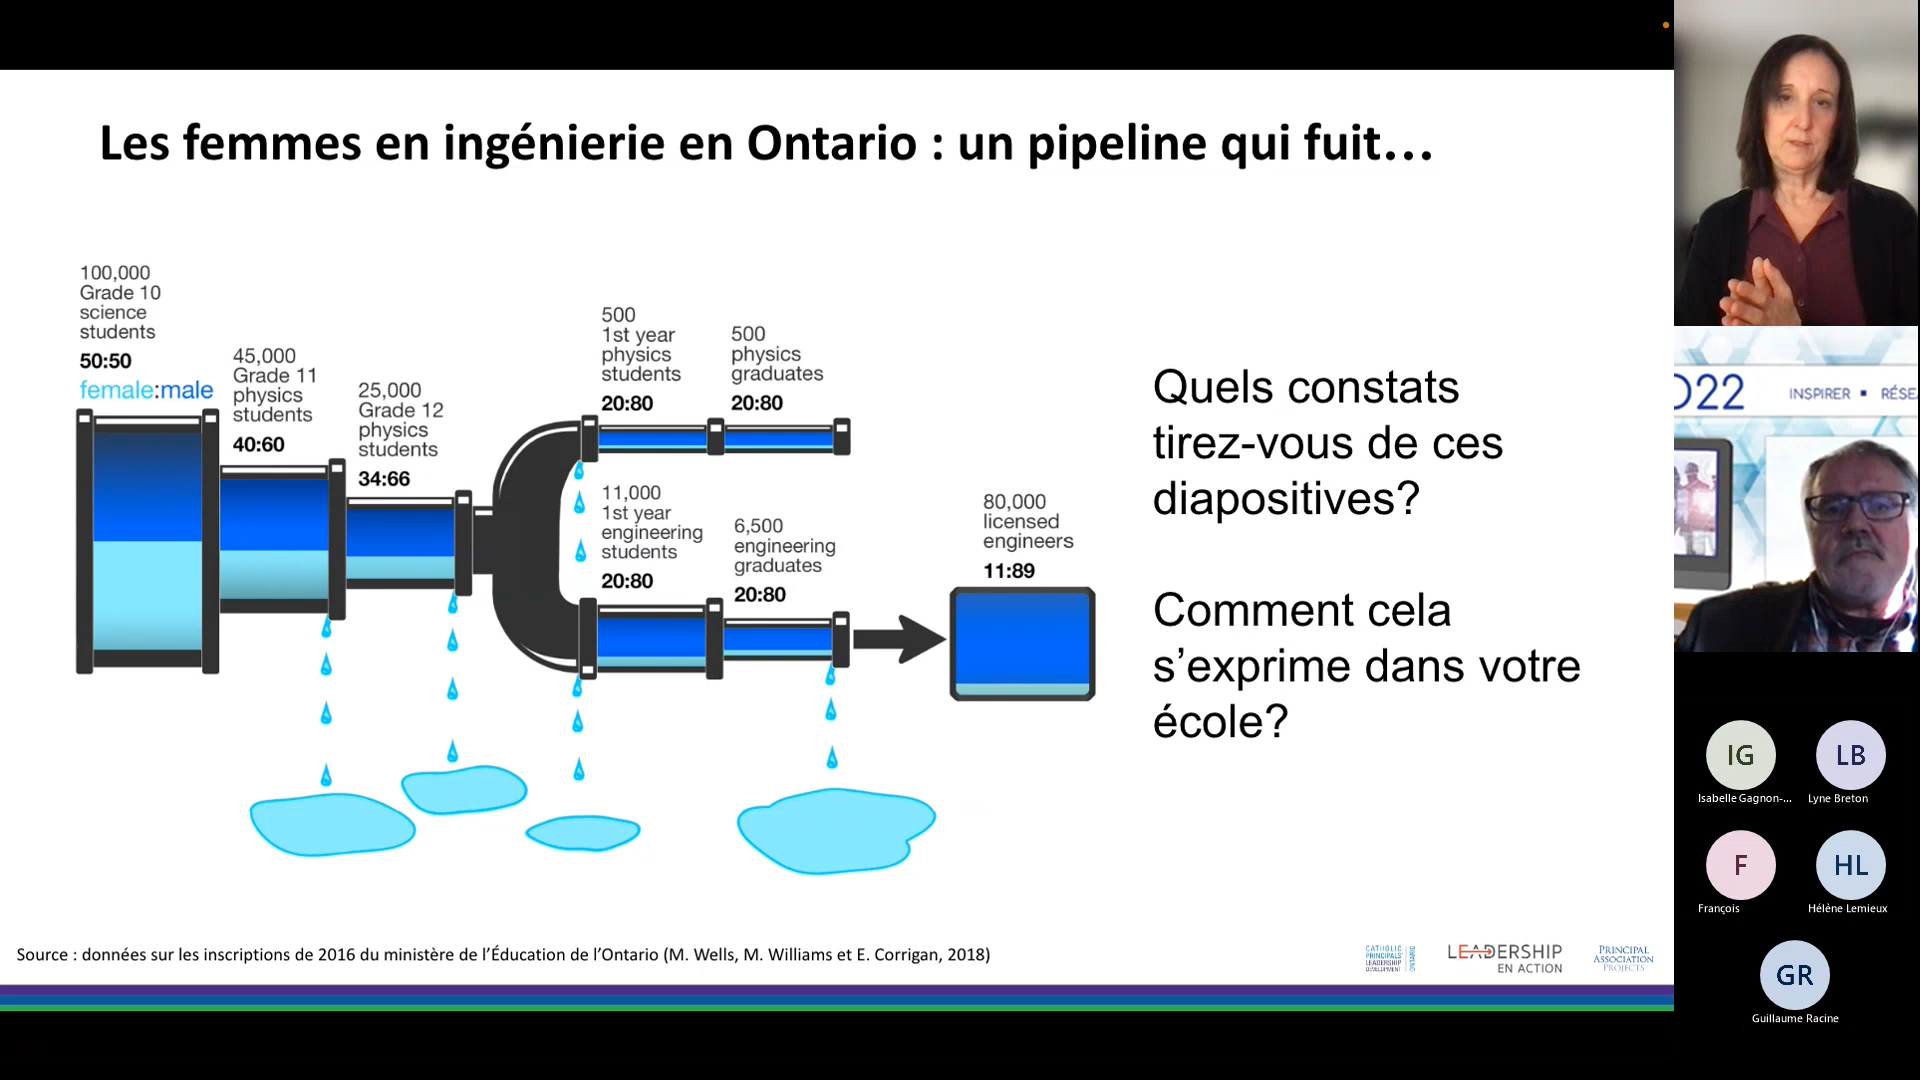 Les femmes en ingénierie en Ontario : un pipeline qui fuit…
100,000
Grade 10
science
students
50:50
female:male
45,000
Grade 11
physics
students
40:60
25,000
Grade 12
physics
students
34:66
500
1st year
physics
students
20:80
500
physics
graduates
20:80
11,000
1st year
engineering
students
20:80
6,500
engineering
graduates
20:80
80,000
licensed
engineers
11:89
Quels constats
tirez-vous de ces
diapositives?
Comment cela
s’exprime dans votre
école?
Source : données sur les inscriptions de 2016 du ministère de l’Éducation de l’Ontario (M. Wells, M. Williams et E. Corrigan, 2018)
CATHOLIC
PRINCIPALS
LEADERSHIP
DEVELOPMENT
ONTARIO
LEADERSHIP
EN ACTION
PRINCIPAL
ASSOCIATION
PROJECTS
22
INSPIRER ▪ RÉSE
IG
Isabelle Gagnon-...
LB
Lyne Breton
F
François
HL
Hélène Lemieux
GR
Guillaume Racine